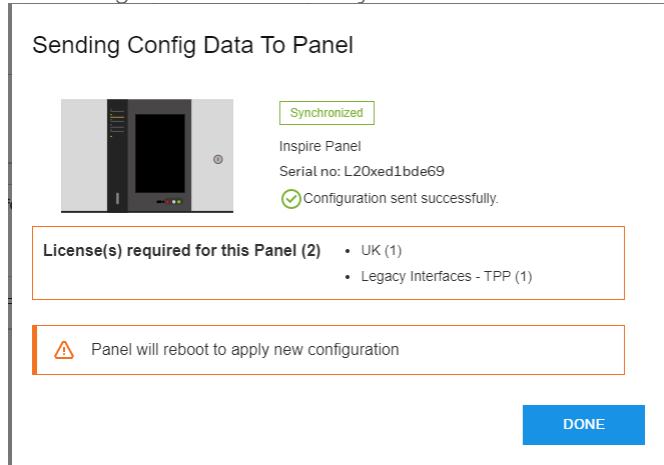 Sending Config Data To Panel
Synchronized
Inspire Panel
Serial no: L20xed1bde69
Configuration sent successfully.
License(s) required for this Panel (2)
• UK (1)
• Legacy Interfaces - TPP (1)
Panel will reboot to apply new configuration
DONE